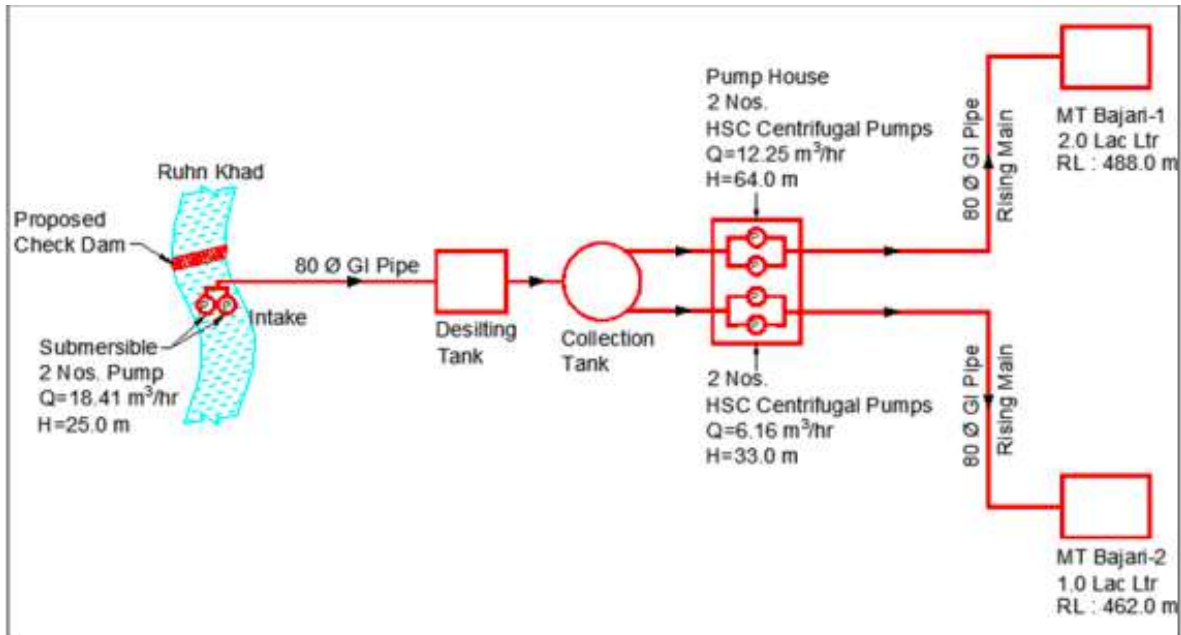 Ruhn Khad
Proposed
Check Dam
80 Ø GI Pipe
Intake
Submersible
2 Nos. Pump
Q=18.41 m³/hr
H=25.0 m
Desilting
Tank
Collection
Tank
Pump House
2 Nos.
HSC Centrifugal Pumps
Q=12.25 m³/hr
H=64.0 m
2 Nos.
HSC Centrifugal Pumps
Q=6.16 m³/hr
H=33.0 m
80 Ø GI Pipe
Rising Main
MT Bajari-1
2.0 Lac Ltr
RL : 488.0 m
80 Ø GI Pipe
Rising Main
MT Bajari-2
1.0 Lac Ltr
RL : 462.0 m